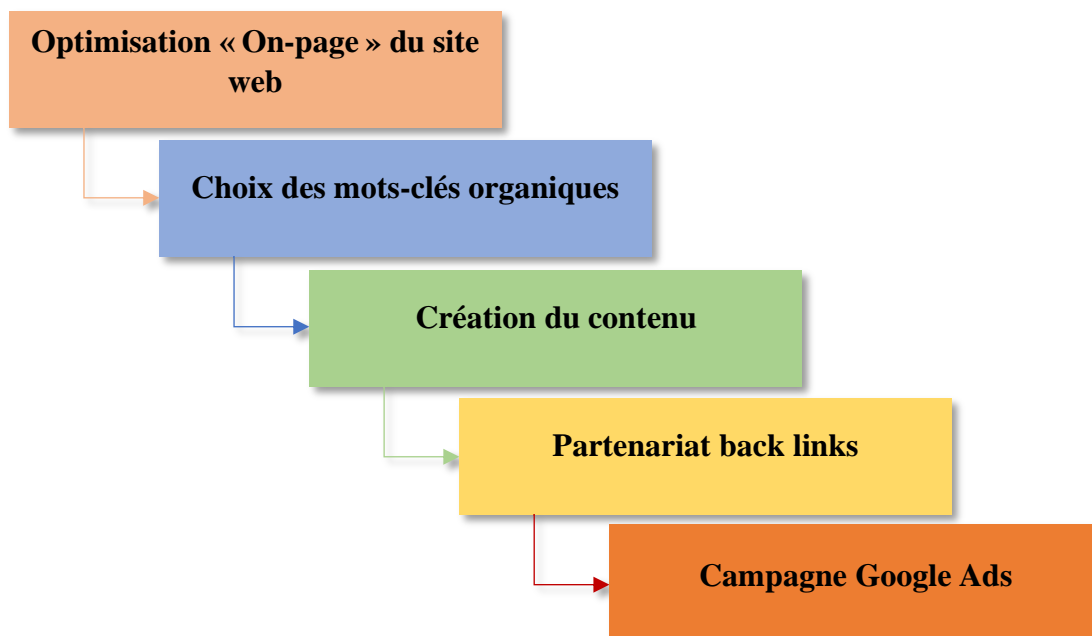 Optimisation « On-page » du site
web
Choix des mots-clés organiques
Création du contenu
Partenariat back links
Campagne Google Ads